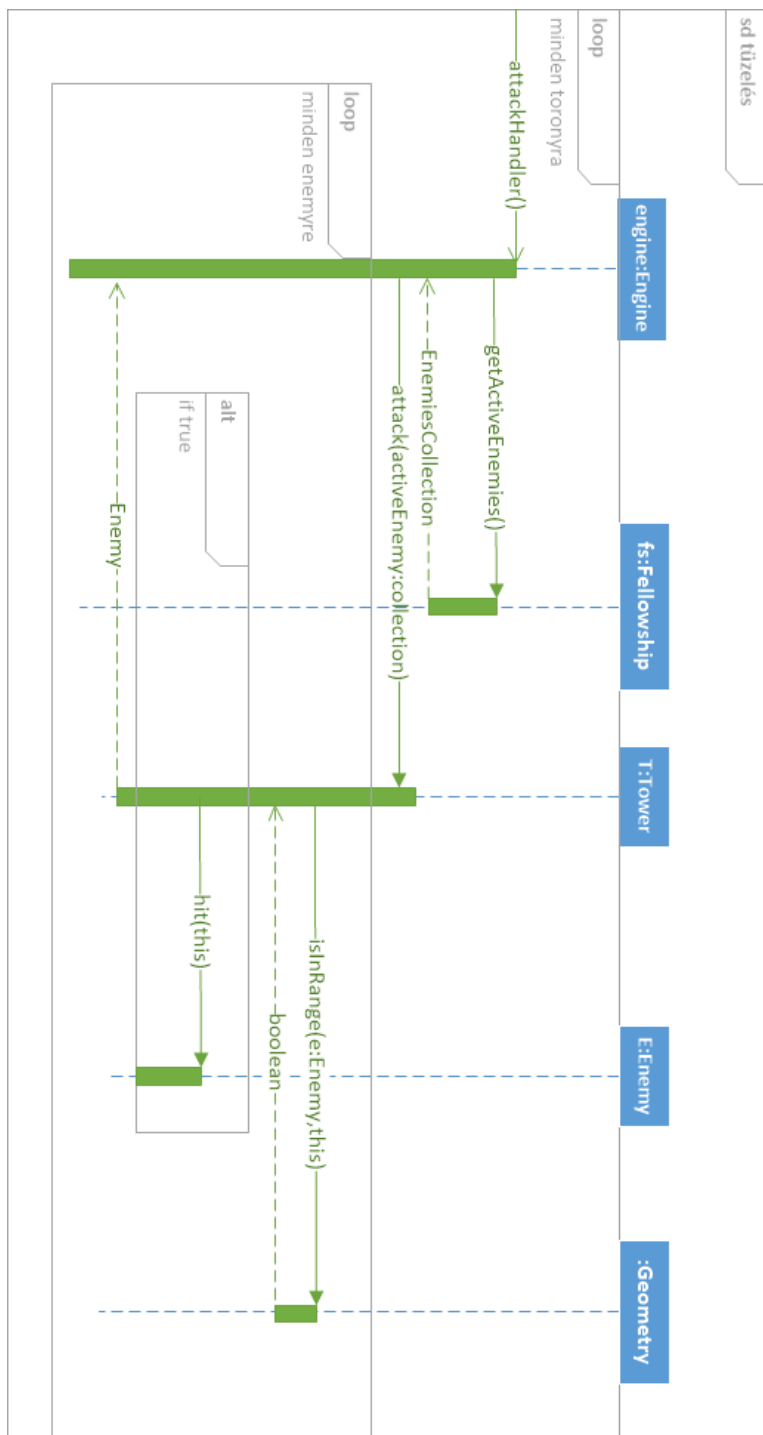 sd tüzelés
loop
minden toronyra
engine:Engine
fs:Fellowship
T:Tower
E:Enemy
:Geometry
attackHandler()
getActiveEnemies()
EnemiesCollection
attack(activeEnemy:collection)
loop
minden enemyre
isInRange(e:Enemy,this)
boolean
alt
if true
hit(this)
Enemy